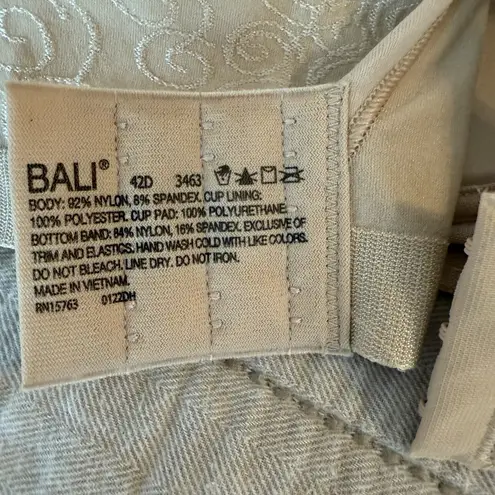 BALI® 42D 3463
BODY: 92% NYLON, 8% SPANDEX. CUP LINING:
100% POLYESTER. CUP PAD: 100% POLYURETHANE
BOTTOM BAND: 84% NYLON, 16% SPANDEX. EXCLUSIVE OF
TRIM AND ELASTICS. HAND WASH COLD WITH LIKE COLORS.
DO NOT BLEACH. LINE DRY. DO NOT IRON.
MADE IN VIETNAM.
RN15763 0122DH